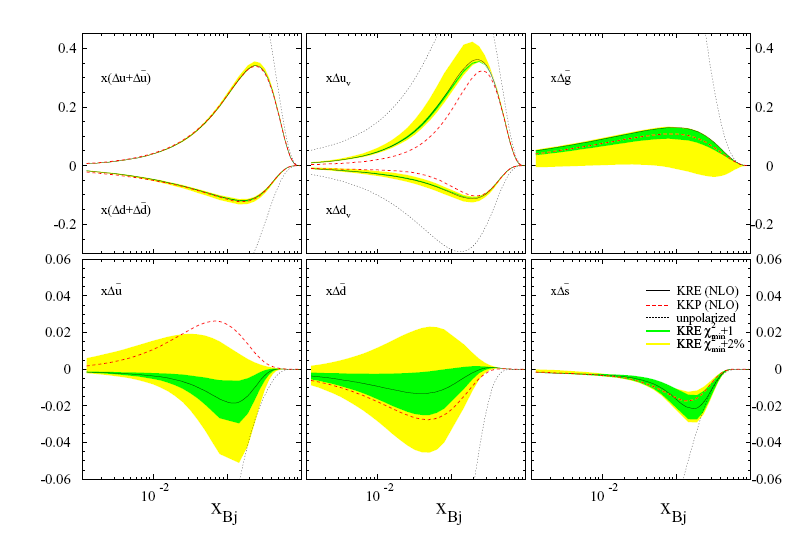 0.4
0.2
0
-0.2
x(Δu+Δū)
x(Δd+Δd̄)
xΔu_v
xΔd_v
xΔḡ
0.4
0.2
0
-0.2
0.06
0.04
0.02
0
-0.02
-0.04
-0.06
xΔū
xΔd̄
xΔs̄
KRE (NLO)
KKP (NLO)
unpolarized
KRE χ²_min+1
KRE χ²_min+2%
0.06
0.04
0.02
0
-0.02
-0.04
-0.06
10^-2
10^-2
10^-2
x_Bj
x_Bj
x_Bj